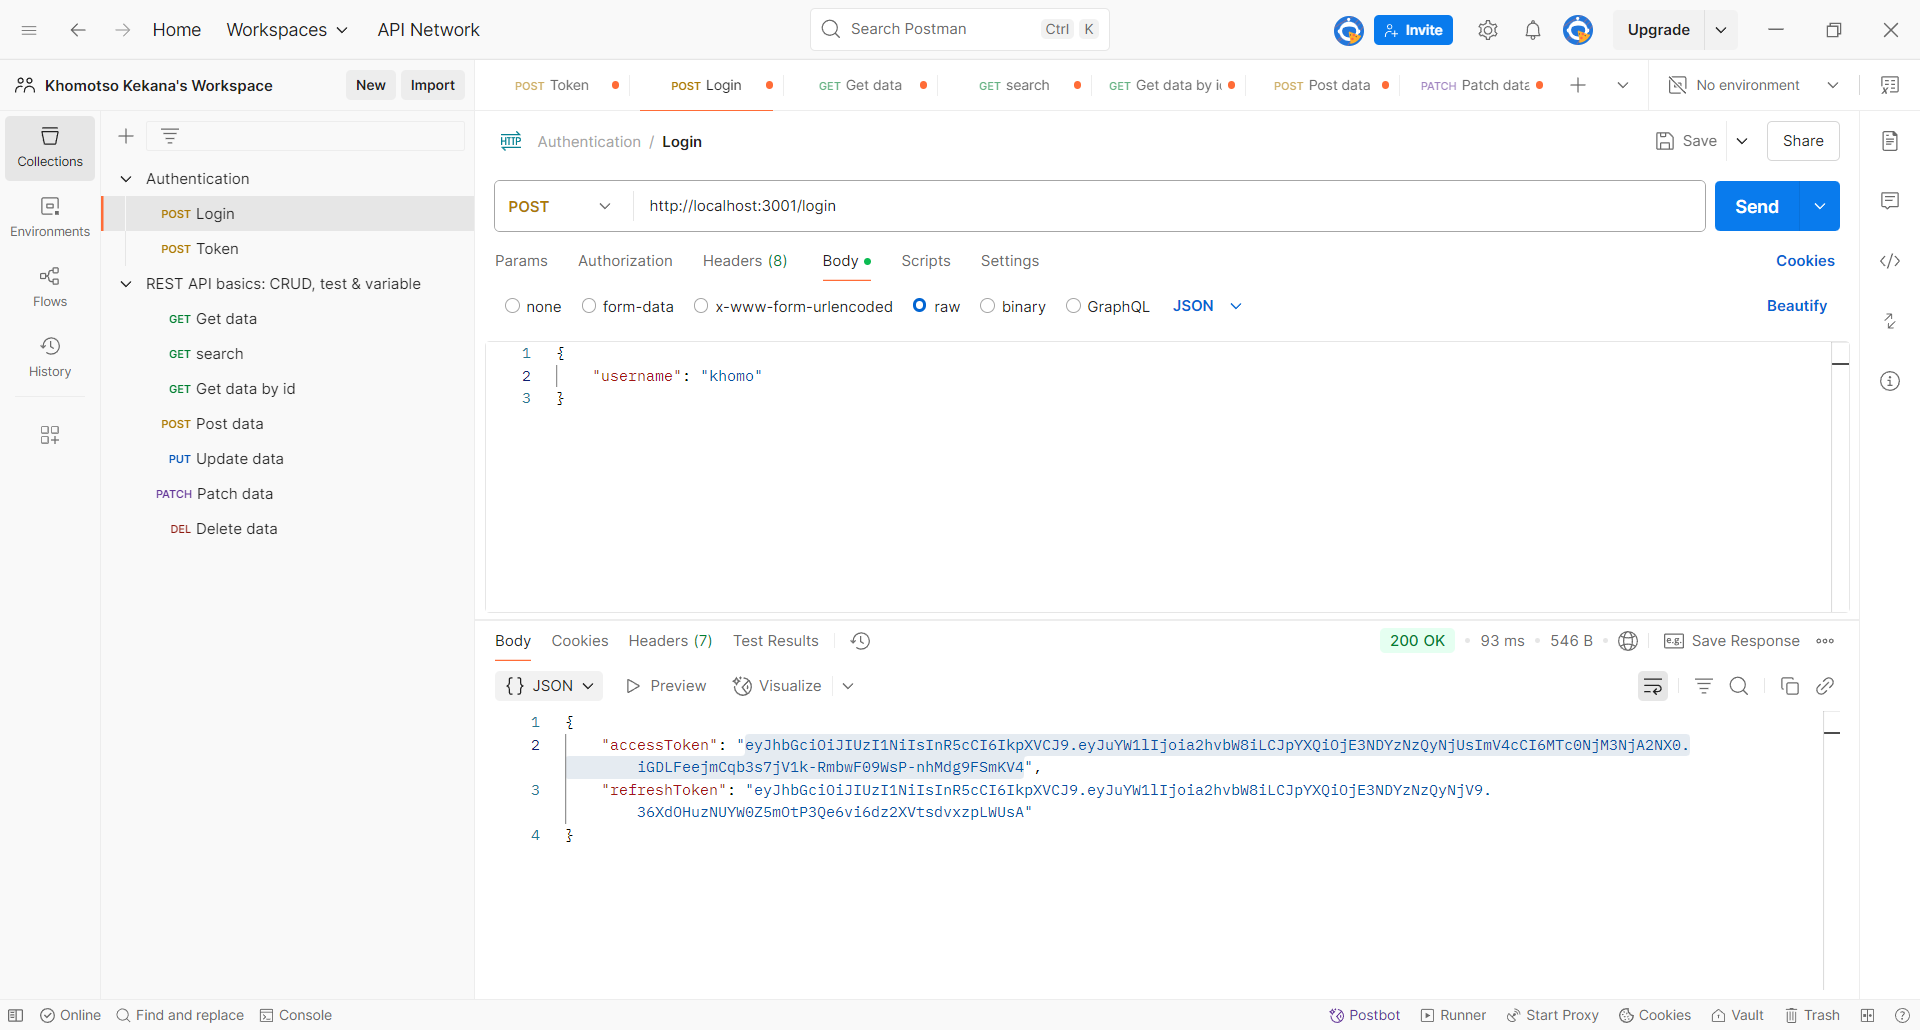 Home
Workspaces
API Network
Search Postman
Ctrl K
Invite
Upgrade
Khomotso Kekana's Workspace
New
Import
POST Token
POST Login
GET Get data
GET search
GET Get data by
POST Post data
PATCH Patch data
No environment
Collections
Environments
Flows
History
Authentication
POST Login
POST Token
REST API basics: CRUD, test & variable
GET Get data
GET search
GET Get data by id
POST Post data
PUT Update data
PATCH Patch data
DEL Delete data
HTTP Authentication / Login
Save
Share
POST
http://localhost:3001/login
Send
Params
Authorization
Headers (8)
Body
Scripts
Settings
Cookies
none
form-data
x-www-form-urlencoded
raw
binary
GraphQL
JSON
Beautify
1 {
2 "username": "khomo"
3 }
Body
Cookies
Headers (7)
Test Results
200 OK
93 ms
546 B
e.g. Save Response
{} JSON
Preview
Visualize
1 {
2 "accessToken": "eyJhbGciOiJIUzI1NiIsInR5cCI6IkpXVCJ9.eyJuYW1lIjoia2hvbW8iLCJpYXQiOjE3NDYzNzQyNjUsImV4cCI6MTc0NjM3NjA2NX0.
iGDLFeejmCqb3s7jV1k-RmbwF09WsP-nhMdg9FSmKV4",
3 "refreshToken": "eyJhbGciOiJIUzI1NiIsInR5cCI6IkpXVCJ9.eyJuYW1lIjoia2hvbW8iLCJpYXQiOjE3NDYzNzQyNjV9.
36XdOHuzNUYW0Z5mOtP3Qe6vi6dz2XVtsdvxzpLWUsA"
4 }
Online
Find and replace
Console
Postbot
Runner
Start Proxy
Cookies
Vault
Trash